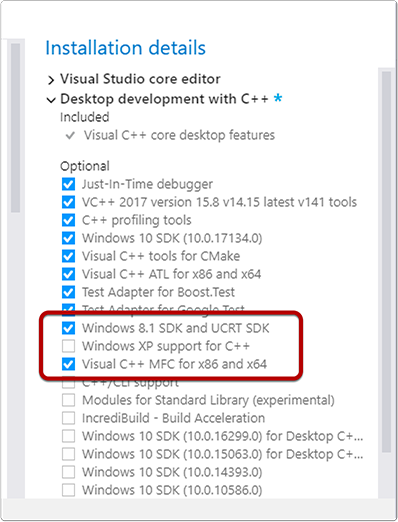 Installation details
Visual Studio core editor
Desktop development with C++ *
Included
Visual C++ core desktop features
Optional
Just-In-Time debugger
VC++ 2017 version 15.8 v14.15 latest v141 tools
C++ profiling tools
Windows 10 SDK (10.0.17134.0)
Visual C++ tools for CMake
Visual C++ ATL for x86 and x64
Test Adapter for Boost.Test
Test Adapter for Google Test
Windows 8.1 SDK and UCRT SDK
Windows XP support for C++
Visual C++ MFC for x86 and x64
C++/CLI support
Modules for Standard Library (experimental)
IncrediBuild - Build Acceleration
Windows 10 SDK (10.0.16299.0) for Desktop C+...
Windows 10 SDK (10.0.15063.0) for Desktop C+...
Windows 10 SDK (10.0.14393.0)
Windows 10 SDK (10.0.10586.0)